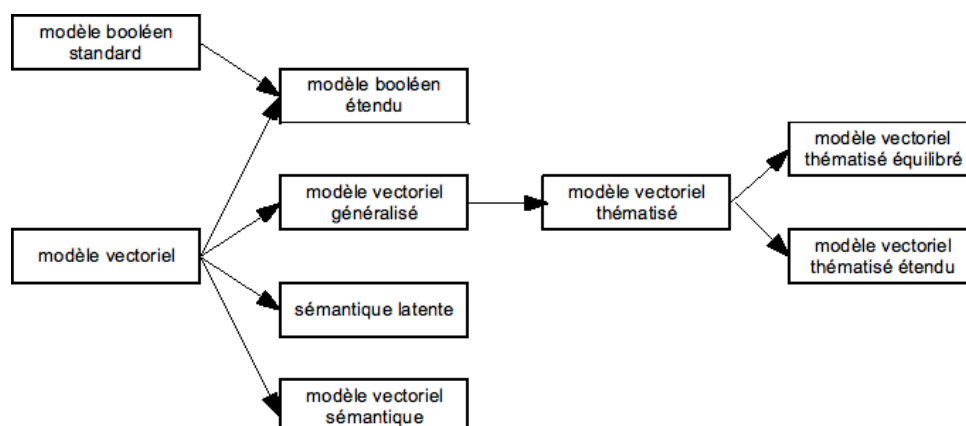 modèle booléen
standard
modèle booléen
étendu
modèle vectoriel
thématisé équilibré
modèle vectoriel
généralisé
modèle vectoriel
thématisé
modèle vectoriel
modèle vectoriel
thématisé étendu
sémantique latente
modèle vectoriel
sémantique